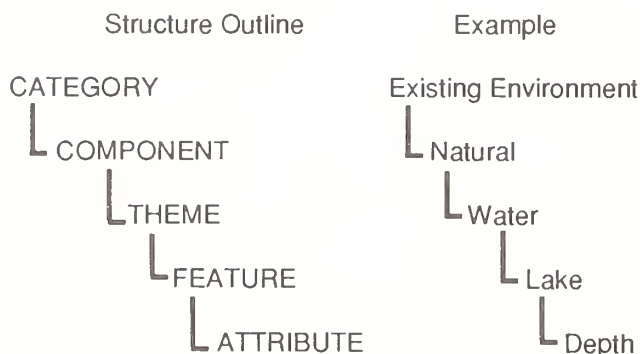 Structure Outline Example
CATEGORY Existing Environment
COMPONENT Natural
THEME Water
FEATURE Lake
ATTRIBUTE Depth